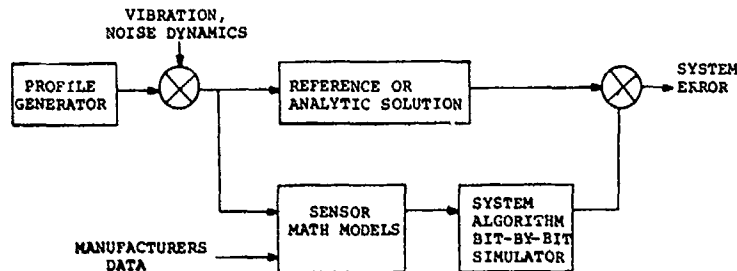 VIBRATION,
NOISE DYNAMICS
PROFILE
GENERATOR
REFERENCE OR
ANALYTIC SOLUTION
SYSTEM
ERROR
SENSOR
MATH MODELS
SYSTEM
ALGORITHM
BIT-BY-BIT
SIMULATOR
MANUFACTURERS
DATA